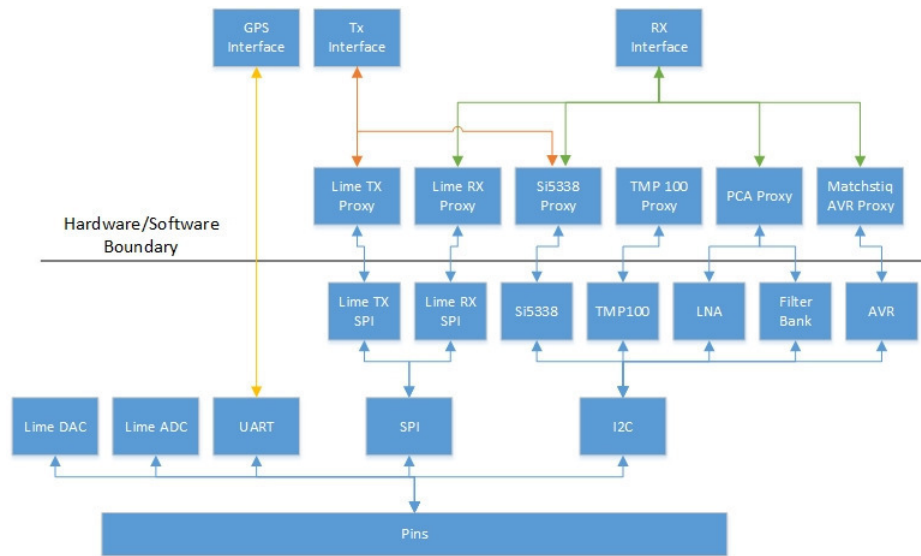 GPS
Interface
Tx
Interface
RX
Interface
Lime TX
Proxy
Lime RX
Proxy
Si5338
Proxy
TMP 100
Proxy
PCA Proxy
Matchstiq
AVR Proxy
Hardware/Software
Boundary
Lime TX
SPI
Lime RX
SPI
Si5338
TMP100
LNA
Filter
Bank
AVR
Lime DAC
Lime ADC
UART
SPI
I2C
Pins